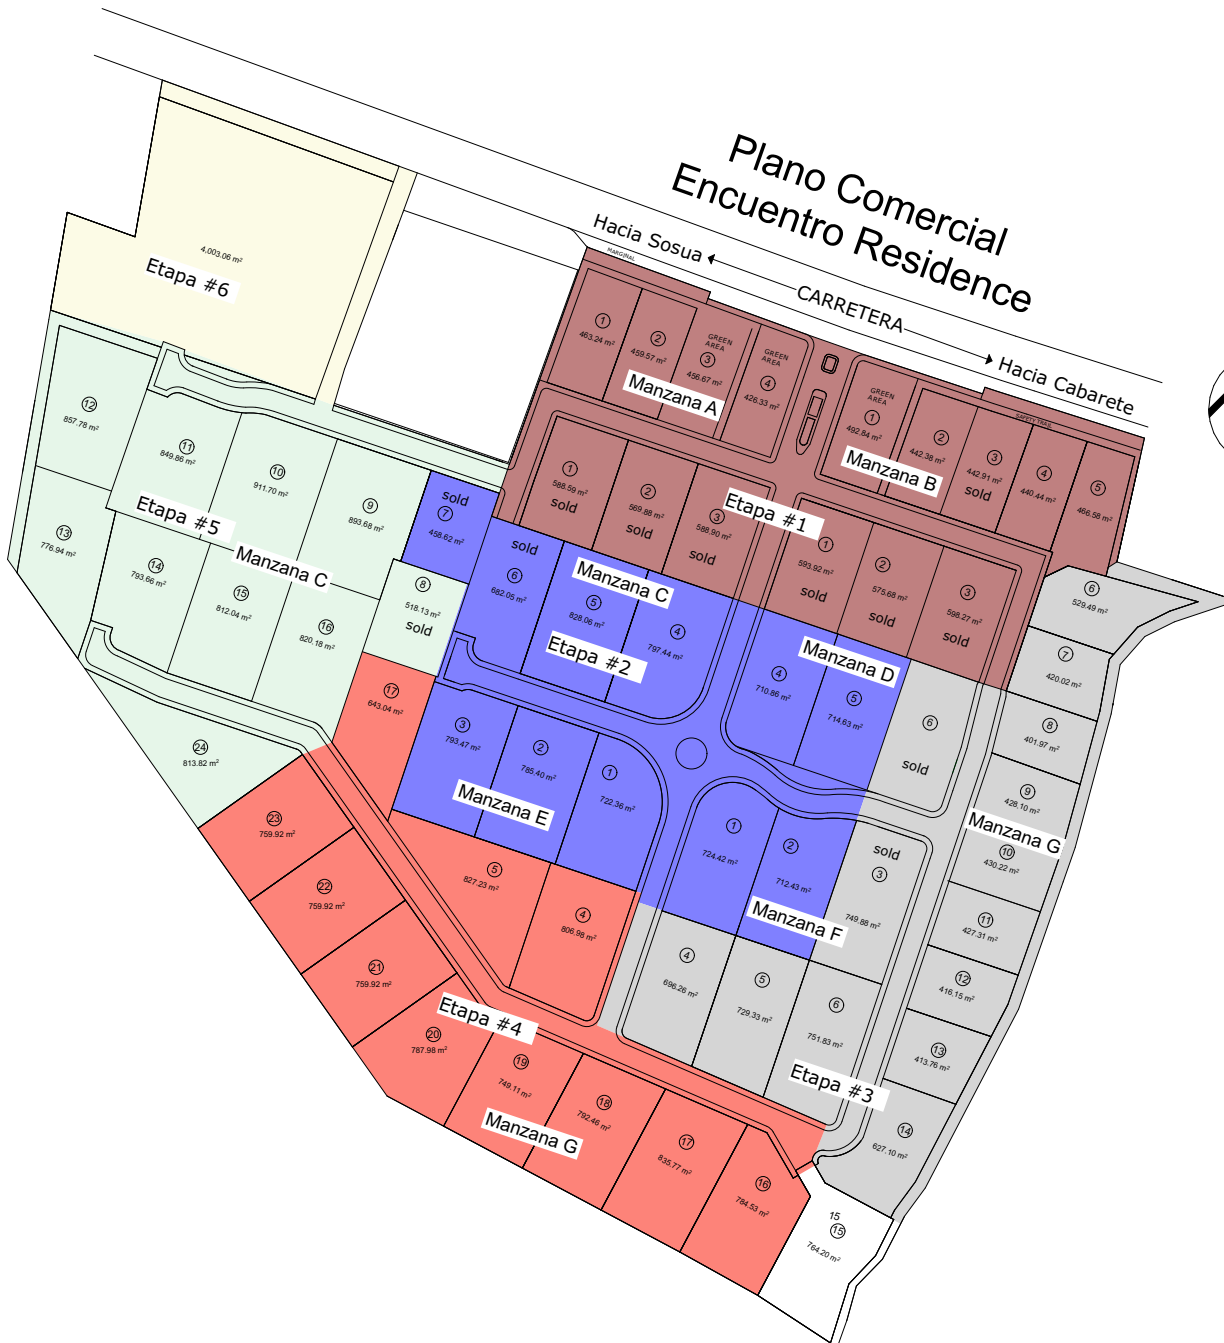 Plano Comercial
Encuentro Residence
Hacia Sosua
CARRETERA
Hacia Cabarete
MARGINAL
SAFETY TRAIL
4,003.06 m²
Etapa #6
1
463.24 m²
2
459.57 m²
GREEN
AREA
3
456.67 m²
GREEN
AREA
4
426.33 m²
Manzana A
GREEN
AREA
1
492.84 m²
2
442.38 m²
3
442.91 m²
sold
4
440.44 m²
5
466.58 m²
Manzana B
Etapa #1
1
588.59 m²
sold
2
569.88 m²
sold
3
588.90 m²
sold
1
593.92 m²
sold
2
575.68 m²
sold
3
598.27 m²
sold
12
857.78 m²
11
849.86 m²
10
911.70 m²
9
893.68 m²
13
776.94 m²
14
793.66 m²
15
812.04 m²
16
820.18 m²
8
518.13 m²
sold
24
813.82 m²
Etapa #5
Manzana C
sold
7
458.62 m²
sold
6
682.05 m²
5
828.06 m²
4
797.44 m²
Manzana C
Etapa #2
4
710.86 m²
5
714.63 m²
Manzana D
6
sold
3
793.47 m²
2
785.40 m²
1
722.36 m²
Manzana E
1
724.42 m²
2
712.43 m²
sold
3
749.88 m²
Manzana F
4
696.26 m²
5
729.33 m²
6
751.83 m²
Etapa #3
6
529.49 m²
7
420.02 m²
8
401.97 m²
9
428.10 m²
Manzana G
10
430.22 m²
11
427.31 m²
12
416.15 m²
13
413.76 m²
14
627.10 m²
15
15
764.20 m²
17
643.04 m²
5
827.23 m²
4
806.98 m²
23
759.92 m²
22
759.92 m²
21
759.92 m²
20
787.98 m²
Etapa #4
19
749.11 m²
18
792.46 m²
17
835.77 m²
16
784.53 m²
Manzana G